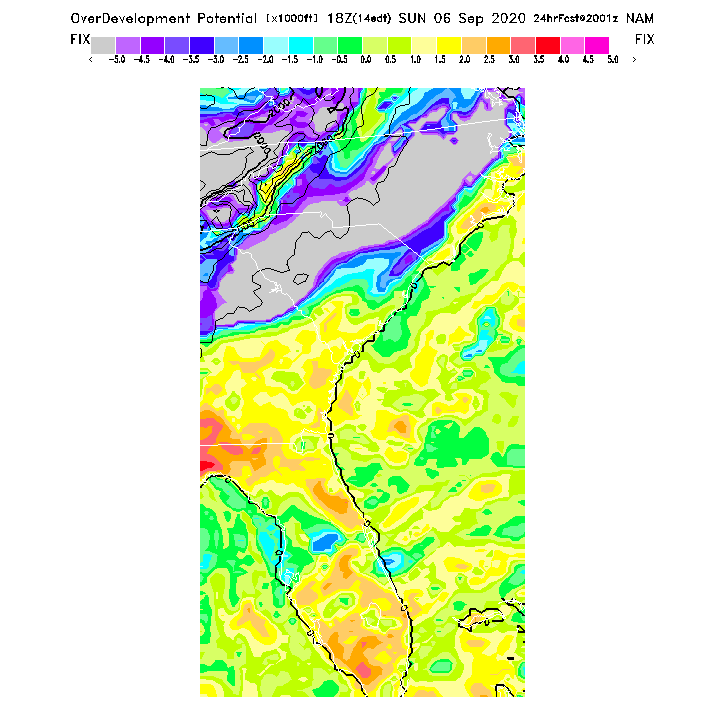 OverDevelopment Potential [x1000ft] 18Z(14edt) SUN 06 Sep 2020 24hrFcst@2001z NAM
FIX FIX
< -5.0 -4.5 -4.0 -3.5 -3.0 -2.5 -2.0 -1.5 -1.0 -0.5 0.0 0.5 1.0 1.5 2.0 2.5 3.0 3.5 4.0 4.5 5.0 >
2000